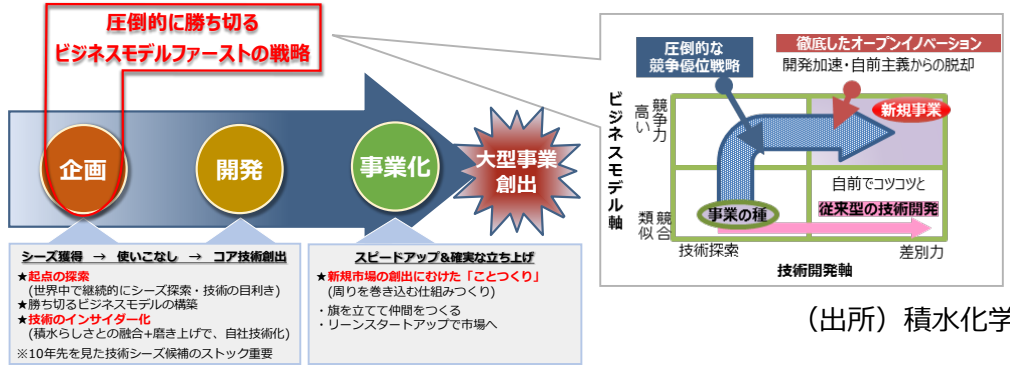 圧倒的に勝ち切る
ビジネスモデルファーストの戦略
企画
開発
事業化
大型事業
創出
シーズ獲得 → 使いこなし → コア技術創出
★起点の探索
(世界中で継続的にシーズ探索・技術の目利き)
★勝ち切るビジネスモデルの構築
★技術のインサイダー化
(積水らしさとの融合+磨き上げで、自社技術化)
※10年先を見た技術シーズ候補のストック重要
スピードアップ&確実な立ち上げ
★新規市場の創出にむけた「ことつくり」
(周りを巻き込む仕組みつくり)
・旗を立てて仲間をつくる
・リーンスタートアップで市場へ
圧倒的な
競争優位戦略
徹底したオープンイノベーション
開発加速・自前主義からの脱却
ビジネスモデル軸
競争力
高い
新規事業
自前でコツコツと
従来型の技術開発
事業の種
競合
類似
技術探索
差別力
技術開発軸
（出所）積水化学